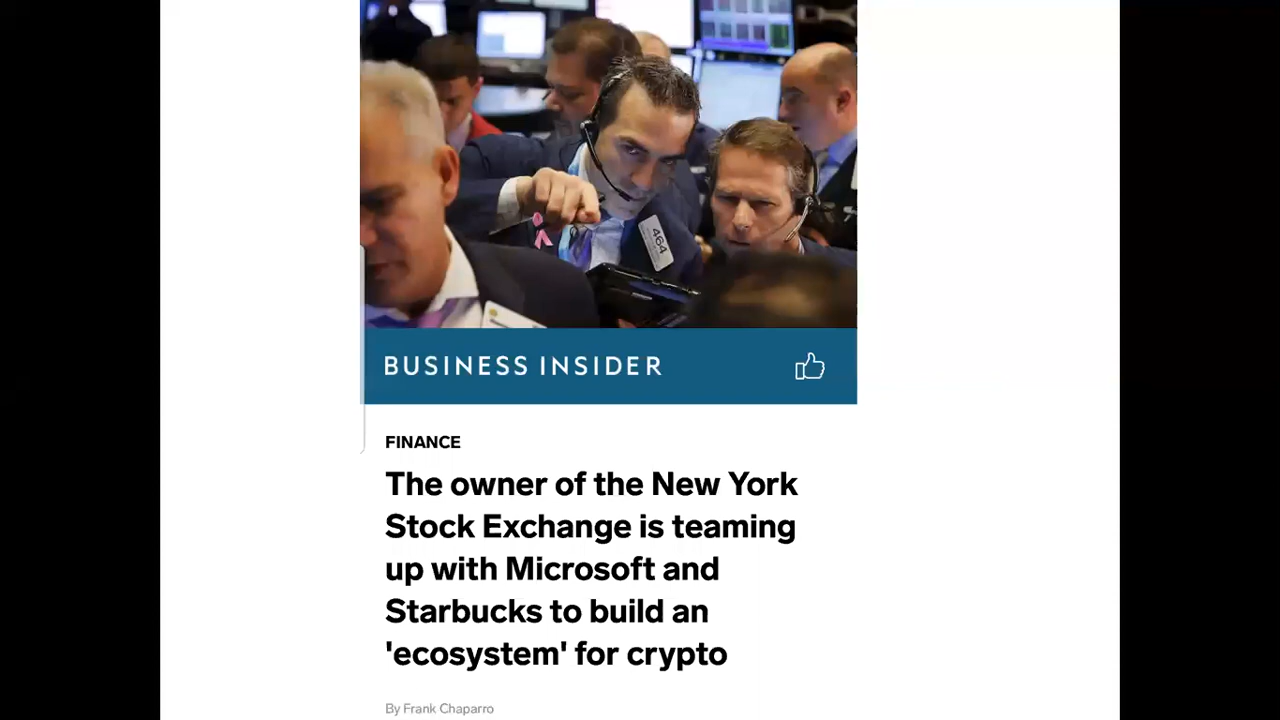 464
BUSINESS INSIDER
FINANCE
The owner of the New York
Stock Exchange is teaming
up with Microsoft and
Starbucks to build an
'ecosystem' for crypto
By Frank Chaparro